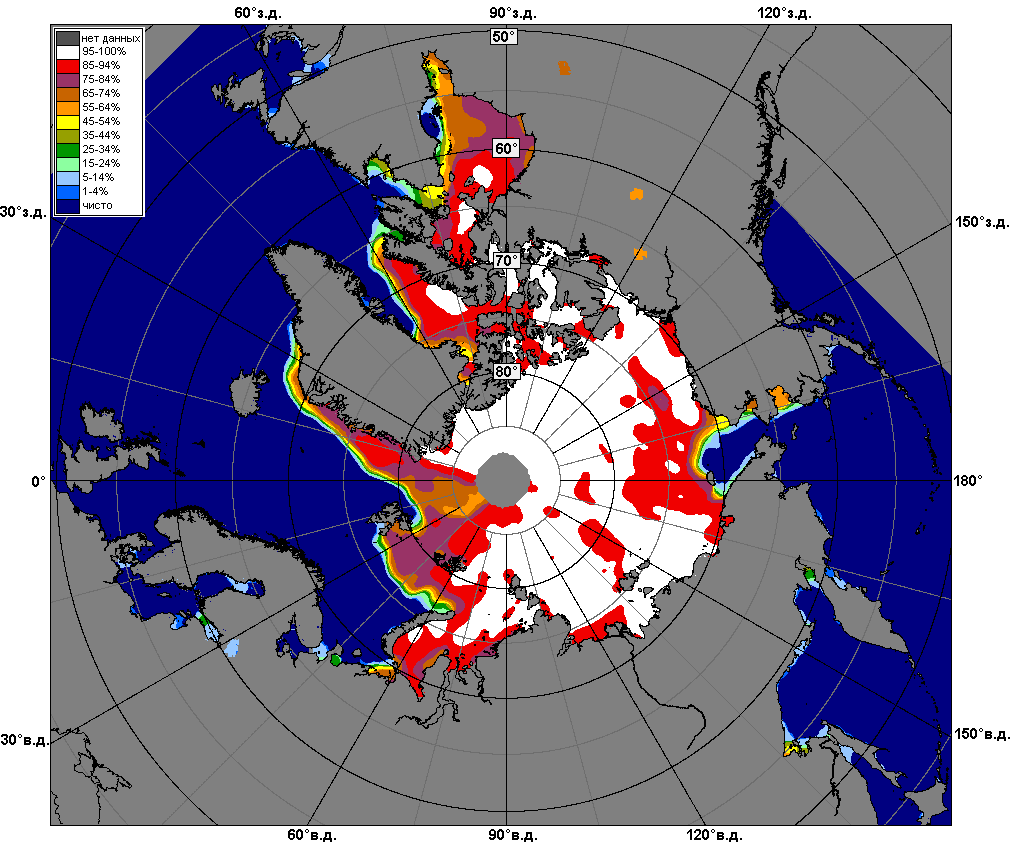 60°з.д.
90°з.д.
120°з.д.
нет данных
95-100%
85-94%
75-84%
65-74%
55-64%
45-54%
35-44%
25-34%
15-24%
5-14%
1-4%
чисто
50°
60°
70°
80°
30°з.д.
150°з.д.
0°
180°
30°в.д.
150°в.д.
60°в.д.
90°в.д.
120°в.д.